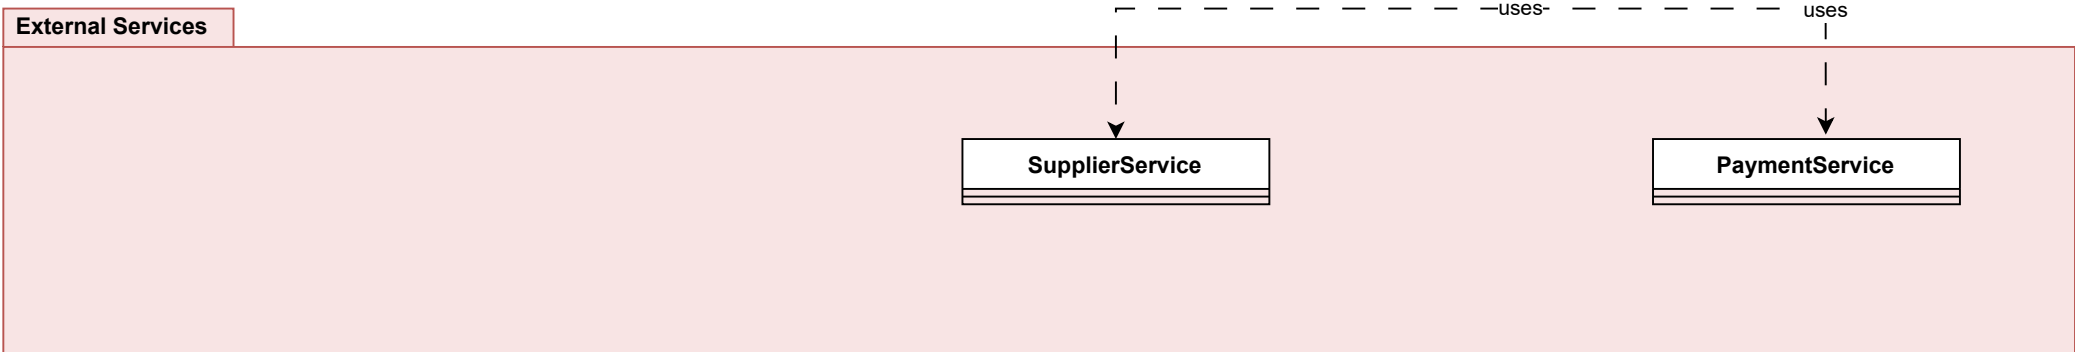 uses
uses
External Services
SupplierService
PaymentService